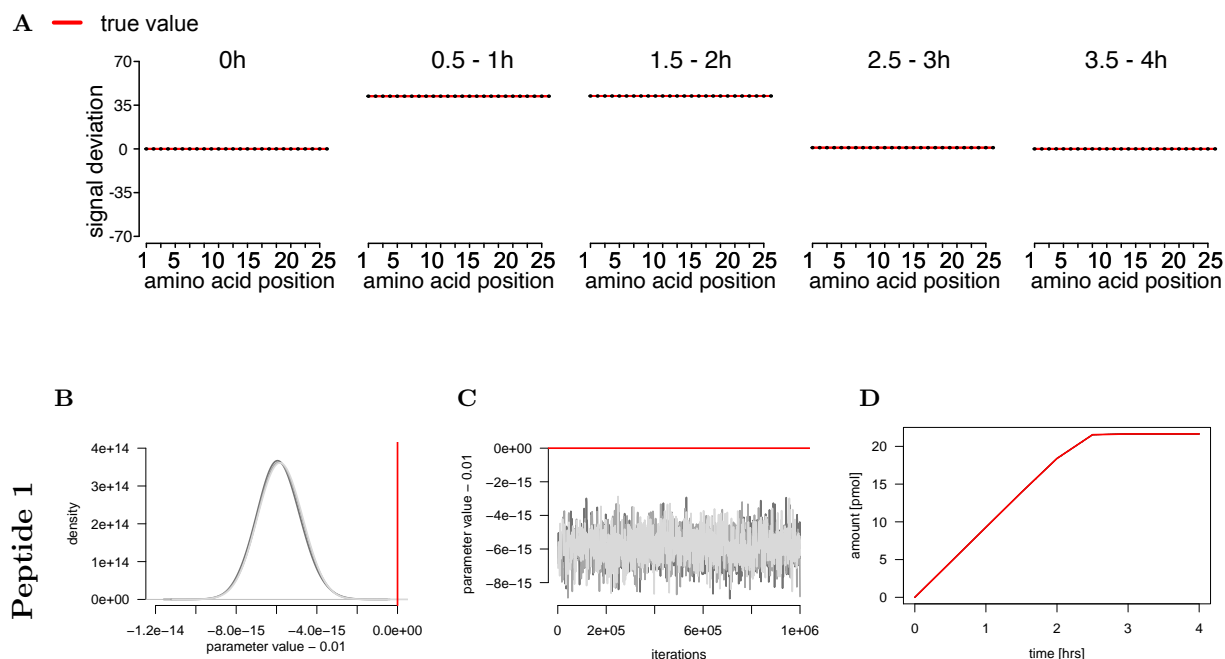 A true value
0h 0.5 - 1h 1.5 - 2h 2.5 - 3h 3.5 - 4h
signal deviation
70
35
0
-35
-70
1 5 10 15 20 25 1 5 10 15 20 25 1 5 10 15 20 25 1 5 10 15 20 25 1 5 10 15 20 25
amino acid position amino acid position amino acid position amino acid position amino acid position
Peptide 1
B
density
4e+14
3e+14
2e+14
1e+14
0e+00
−1.2e−14 −8.0e−15 −4.0e−15 0.0e+00
parameter value − 0.01
C
parameter value − 0.01
0e+00
−2e−15
−4e−15
−6e−15
−8e−15
0 2e+05 6e+05 1e+06
iterations
D
amount [pmol]
20
15
10
5
0
0 1 2 3 4
time [hrs]